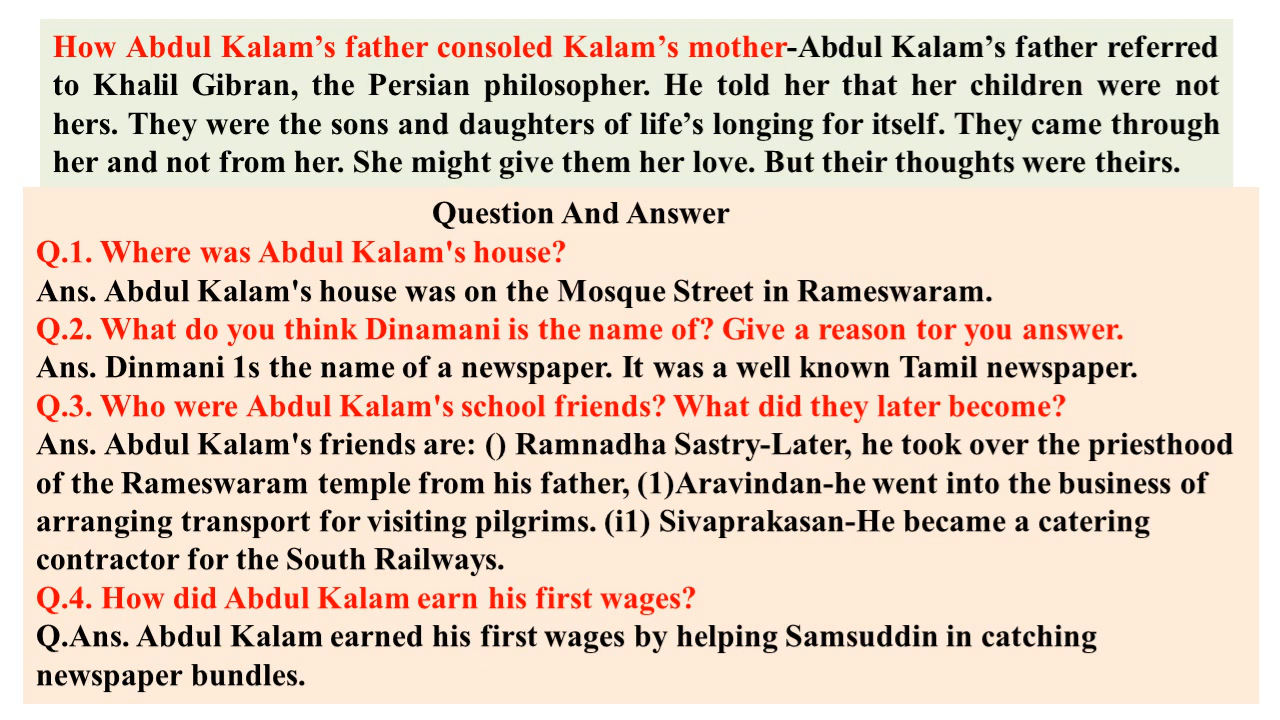 How Abdul Kalam’s father consoled Kalam’s mother-Abdul Kalam’s father referred
to Khalil Gibran, the Persian philosopher. He told her that her children were not
hers. They were the sons and daughters of life’s longing for itself. They came through
her and not from her. She might give them her love. But their thoughts were theirs.
Question And Answer
Q.1. Where was Abdul Kalam's house?
Ans. Abdul Kalam's house was on the Mosque Street in Rameswaram.
Q.2. What do you think Dinamani is the name of? Give a reason tor you answer.
Ans. Dinmani 1s the name of a newspaper. It was a well known Tamil newspaper.
Q.3. Who were Abdul Kalam's school friends? What did they later become?
Ans. Abdul Kalam's friends are: () Ramnadha Sastry-Later, he took over the priesthood
of the Rameswaram temple from his father, (1)Aravindan-he went into the business of
arranging transport for visiting pilgrims. (i1) Sivaprakasan-He became a catering
contractor for the South Railways.
Q.4. How did Abdul Kalam earn his first wages?
Q.Ans. Abdul Kalam earned his first wages by helping Samsuddin in catching
newspaper bundles.